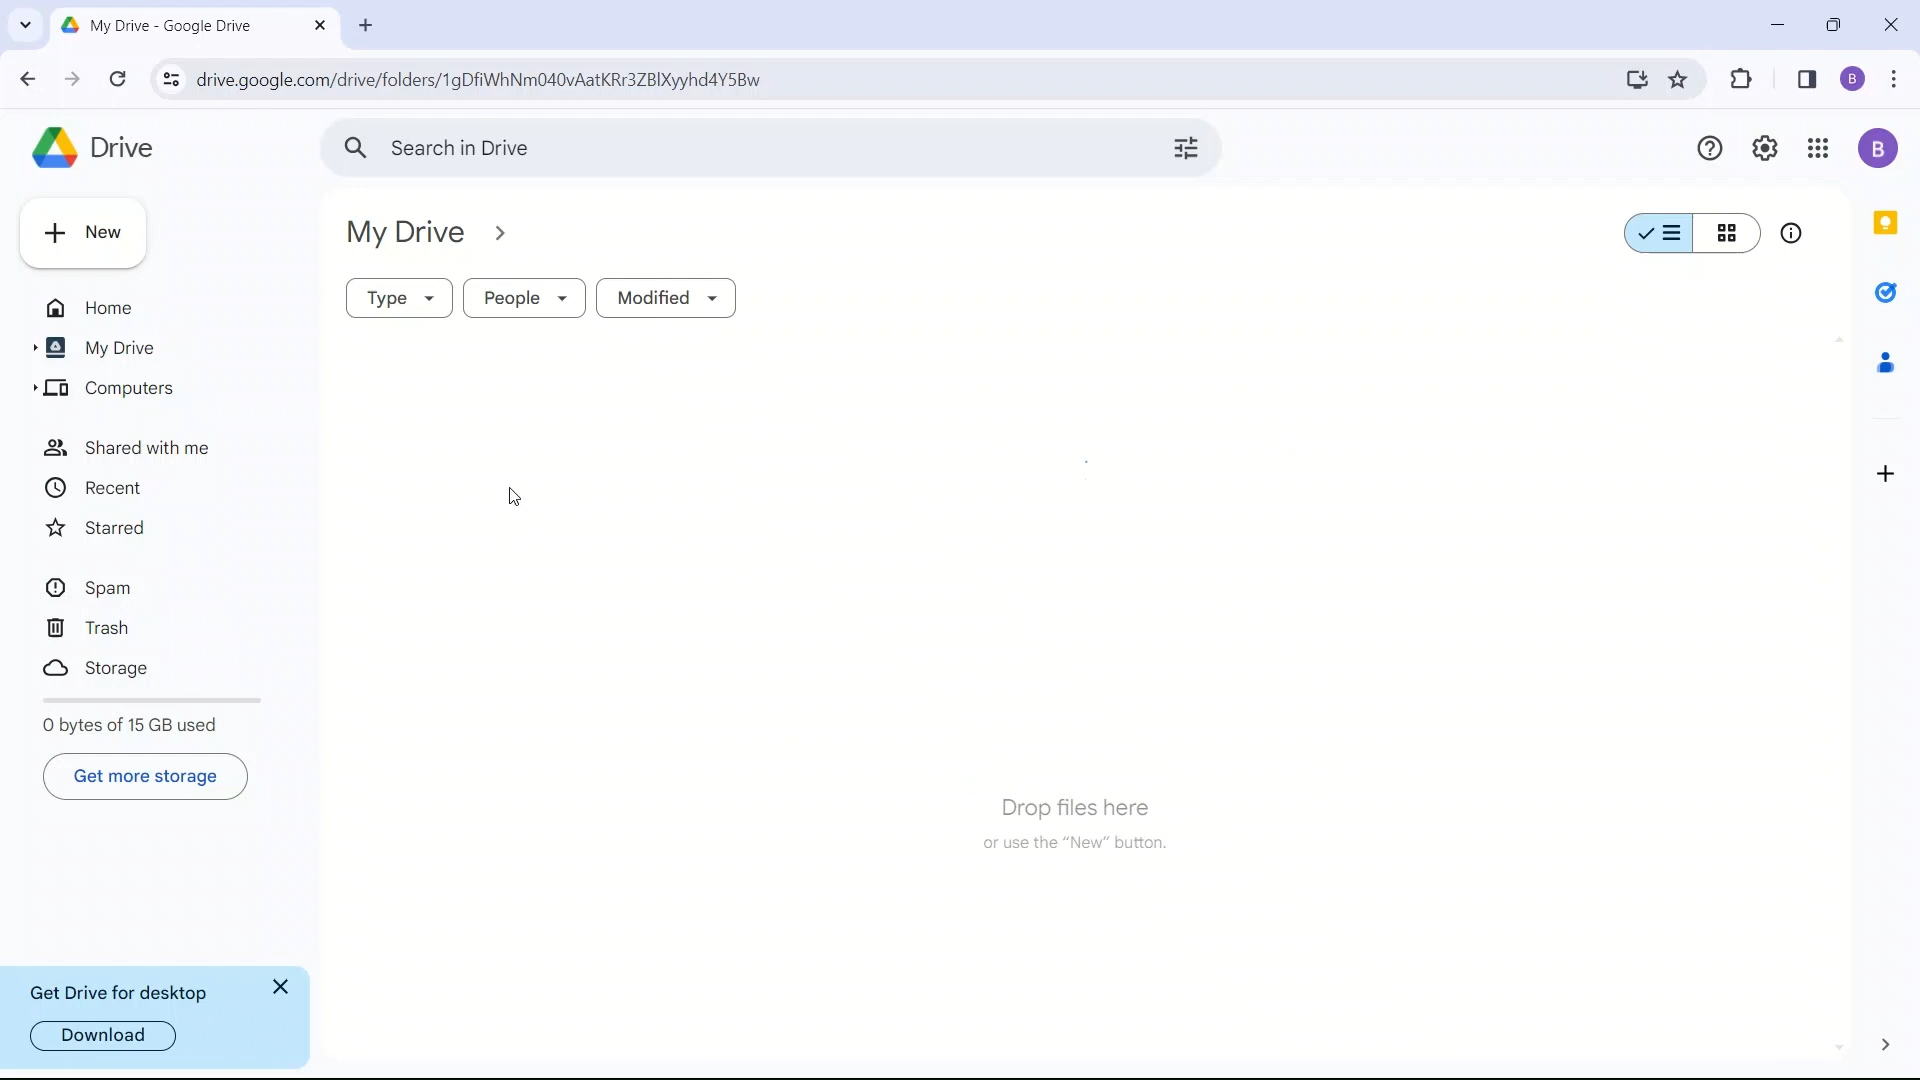 My Drive - Google Drive
drive.google.com/drive/folders/1gDfiWhNm040vAatKRr3ZBlXyyhd4Y5Bw
B
Drive
Search in Drive
B
New
My Drive
Type
People
Modified
Home
My Drive
Computers
Shared with me
Recent
Starred
Spam
Trash
Storage
0 bytes of 15 GB used
Get more storage
Drop files here
or use the “New” button.
Get Drive for desktop
Download